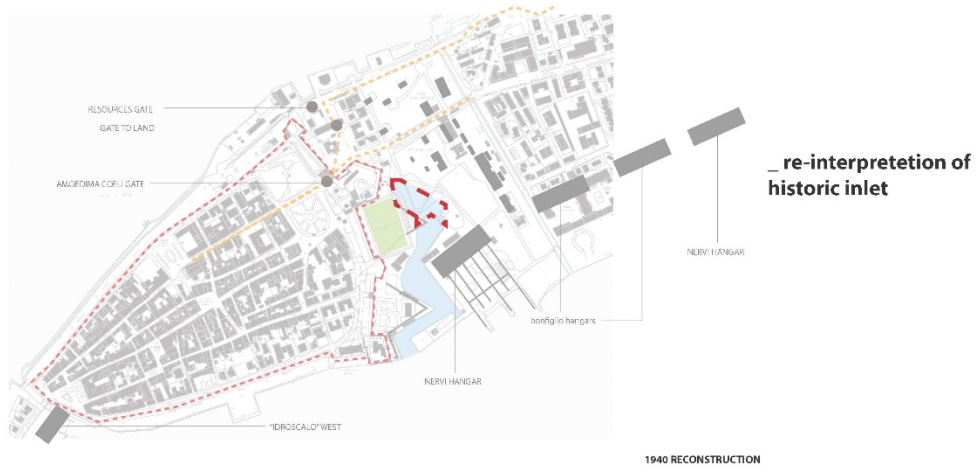 RESOURCES GATE
GATE TO LAND
AMOEDIMA COELI GATE
_ re-interpretetion of
historic inlet
NERVI HANGAR
bonfiglio hangars
NERVI HANGAR
"IDROSCALO" WEST
1940 RECONSTRUCTION